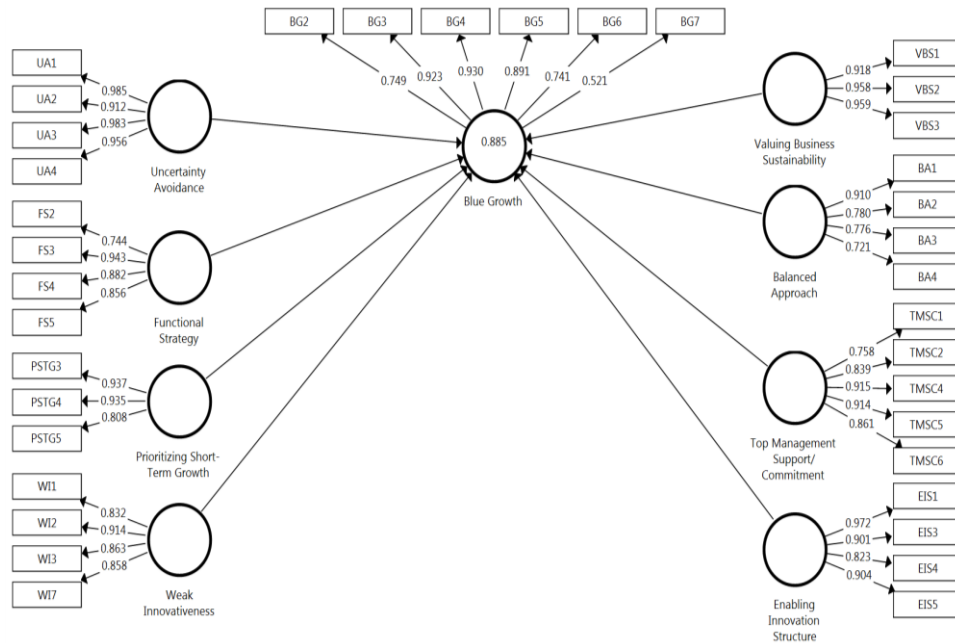 BG2
BG3
BG4
BG5
BG6
BG7
0.749
0.923
0.930
0.891
0.741
0.521
0.885
Blue Growth
UA1
UA2
UA3
UA4
0.985
0.912
0.983
0.956
Uncertainty
Avoidance
FS2
FS3
FS4
FS5
0.744
0.943
0.882
0.856
Functional
Strategy
PSTG3
PSTG4
PSTG5
0.937
0.935
0.808
Prioritizing Short-
Term Growth
WI1
WI2
WI3
WI7
0.832
0.914
0.863
0.858
Weak
Innovativeness
VBS1
VBS2
VBS3
0.918
0.958
0.959
Valuing Business
Sustainability
BA1
BA2
BA3
BA4
0.910
0.780
0.776
0.721
Balanced
Approach
TMSC1
TMSC2
TMSC4
TMSC5
TMSC6
0.758
0.839
0.915
0.914
0.861
Top Management
Support/
Commitment
EIS1
EIS3
EIS4
EIS5
0.972
0.901
0.823
0.904
Enabling
Innovation
Structure